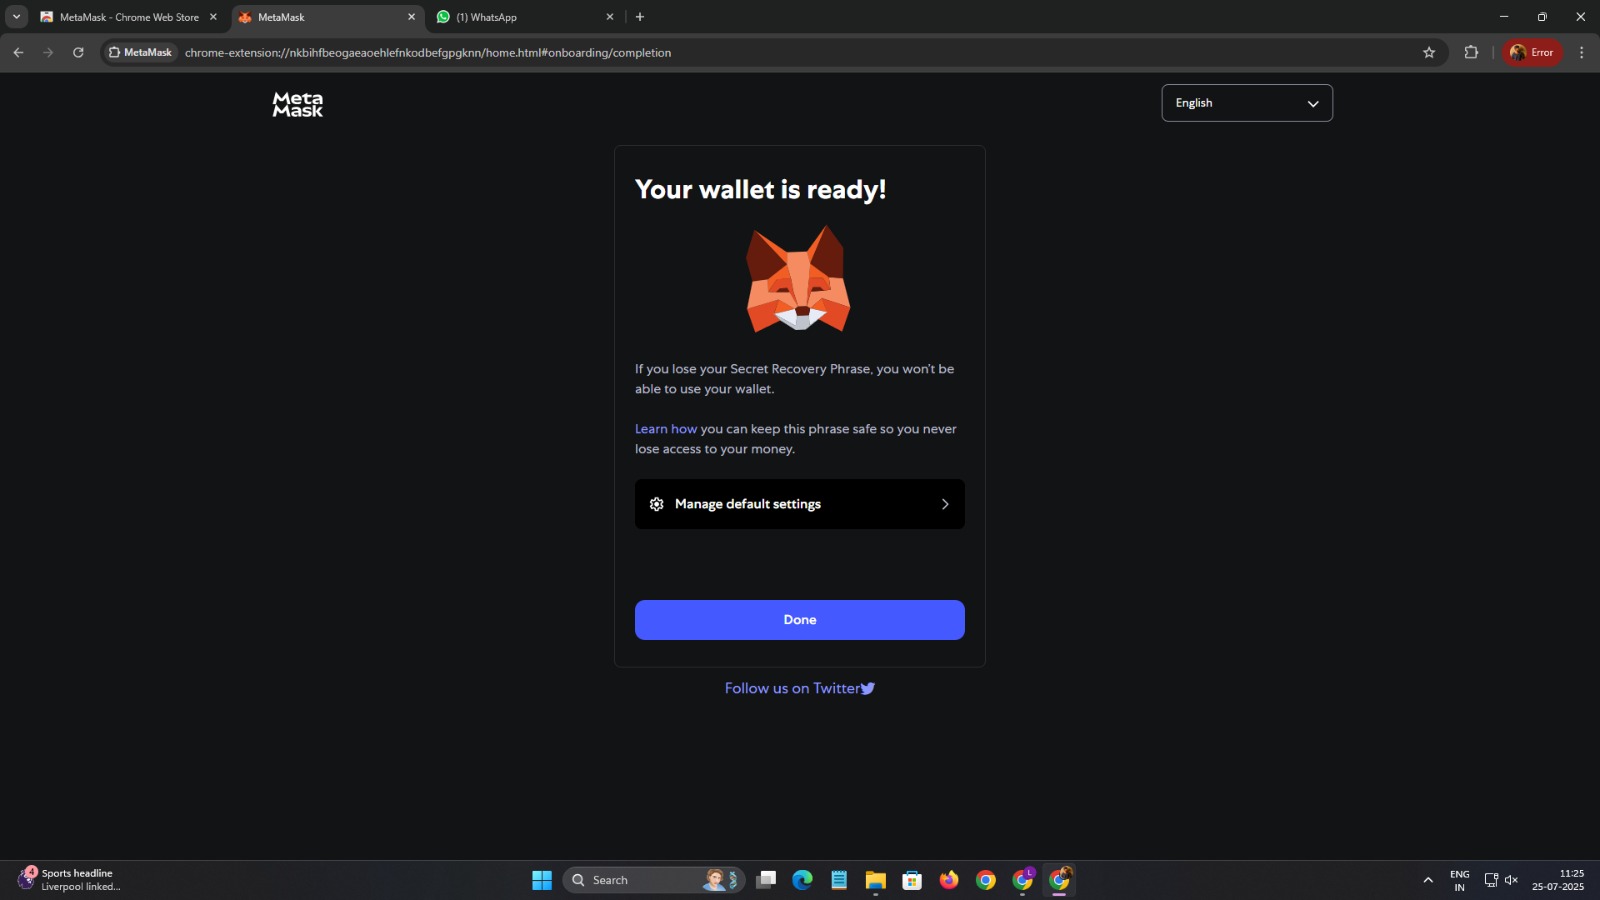 MetaMask - Chrome Web Store
MetaMask
(1) WhatsApp
MetaMask
chrome-extension://nkbihfbeogaeaoehlefnkodbefgpgknn/home.html#onboarding/completion
Error
Meta
Mask
English
Your wallet is ready!
If you lose your Secret Recovery Phrase, you won't be
able to use your wallet.
Learn how you can keep this phrase safe so you never
lose access to your money.
Manage default settings
Done
Follow us on Twitter
4
Sports headline
Liverpool linked...
Search
L
ENG
IN
11:25
25-07-2025